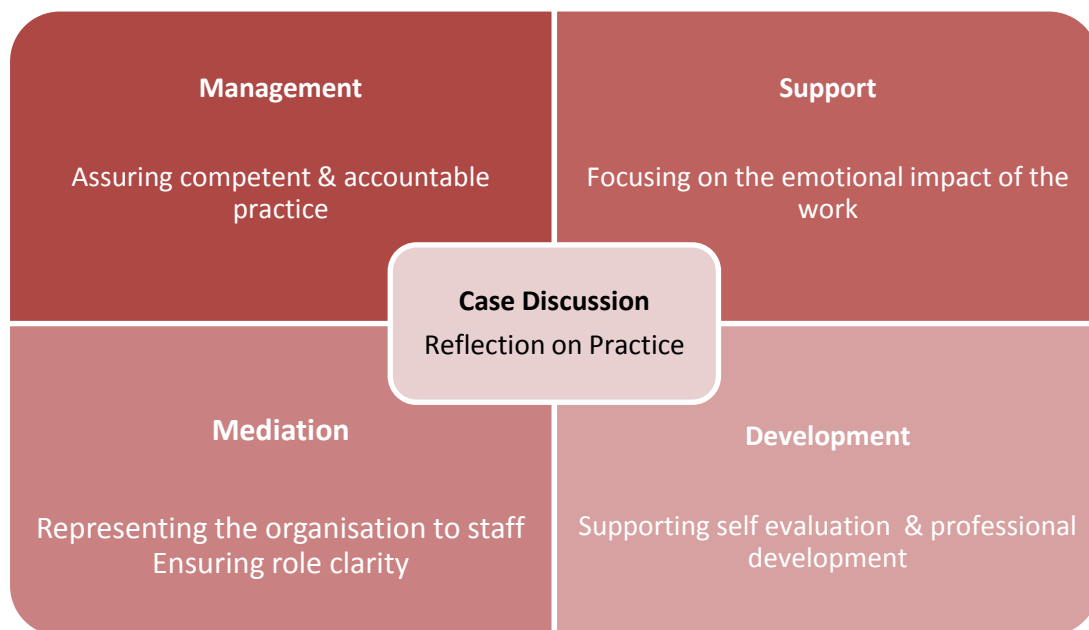 Management
Assuring competent & accountable
practice
Support
Focusing on the emotional impact of the
work
Case Discussion
Reflection on Practice
Mediation
Representing the organisation to staff
Ensuring role clarity
Development
Supporting self evaluation & professional
development